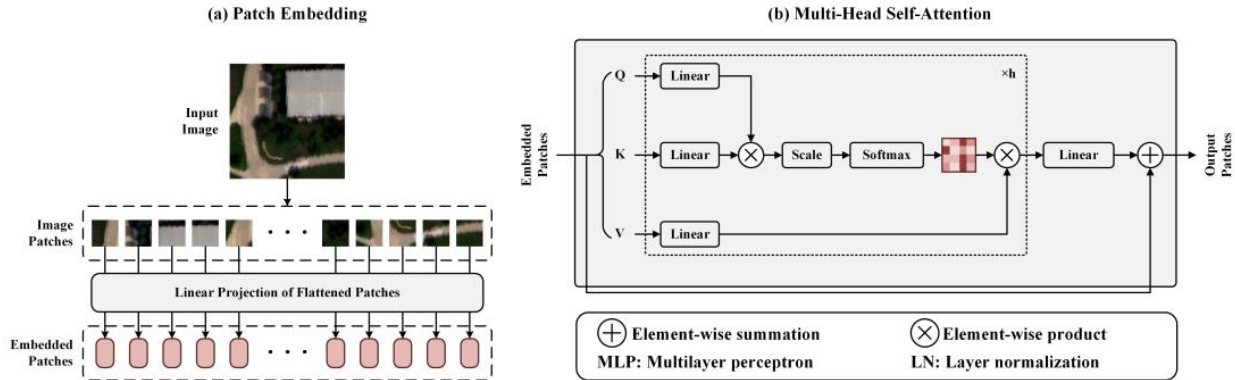 (a) Patch Embedding
Input
Image
Image
Patches
Linear Projection of Flattened Patches
Embedded
Patches
(b) Multi-Head Self-Attention
Embedded
Patches
Q
Linear
×h
K
Linear
Scale
Softmax
Linear
Output
Patches
V
Linear
Element-wise summation
Element-wise product
MLP: Multilayer perceptron
LN: Layer normalization